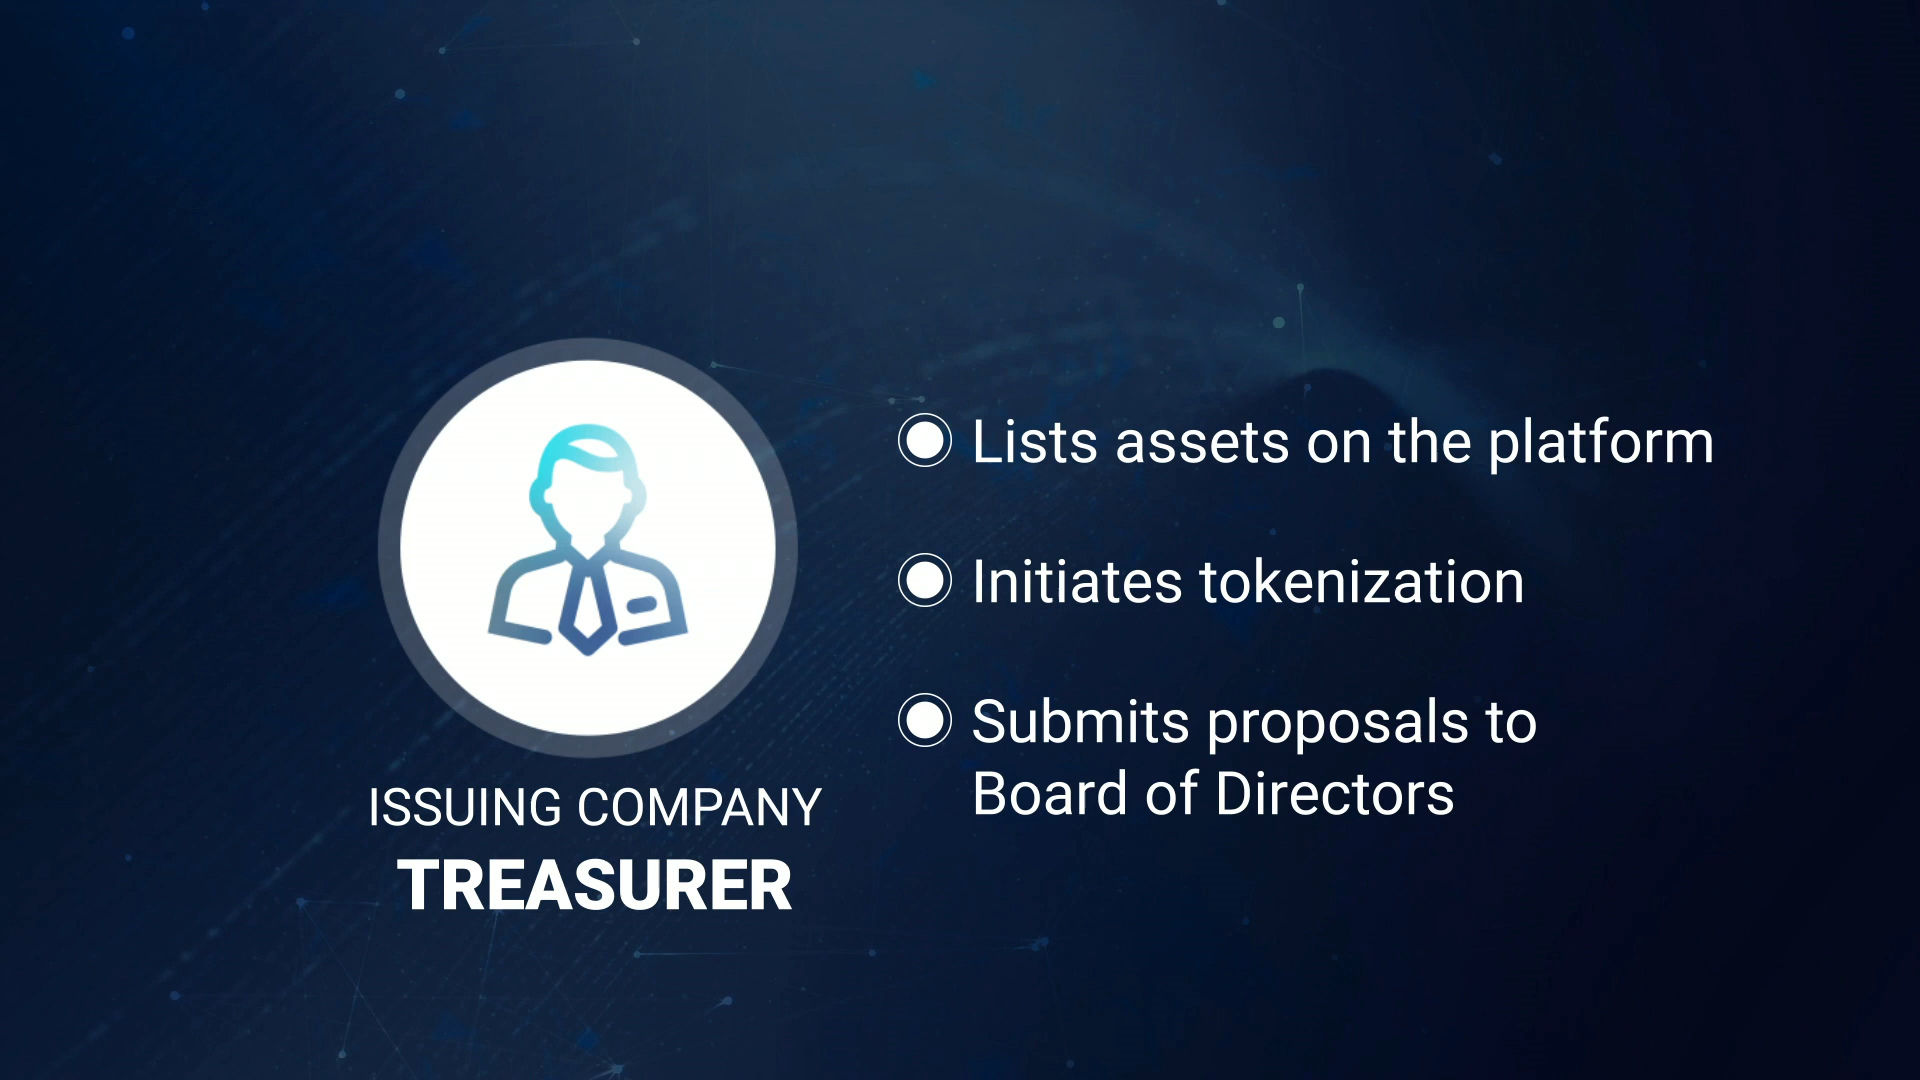 ISSUING COMPANY
TREASURER
Lists assets on the platform
Initiates tokenization
Submits proposals to
Board of Directors